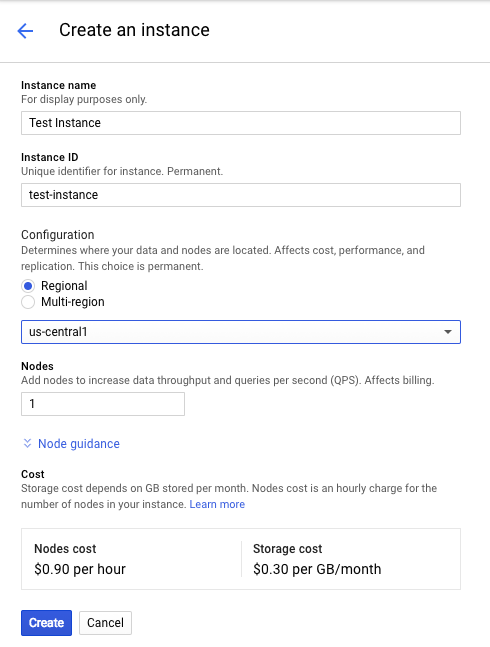 Create an instance
Instance name
For display purposes only.
Test Instance
Instance ID
Unique identifier for instance. Permanent.
test-instance
Configuration
Determines where your data and nodes are located. Affects cost, performance, and
replication. This choice is permanent.
Regional
Multi-region
us-central1
Nodes
Add nodes to increase data throughput and queries per second (QPS). Affects billing.
1
Node guidance
Cost
Storage cost depends on GB stored per month. Nodes cost is an hourly charge for the
number of nodes in your instance. Learn more
Nodes cost
$0.90 per hour
Storage cost
$0.30 per GB/month
Create
Cancel